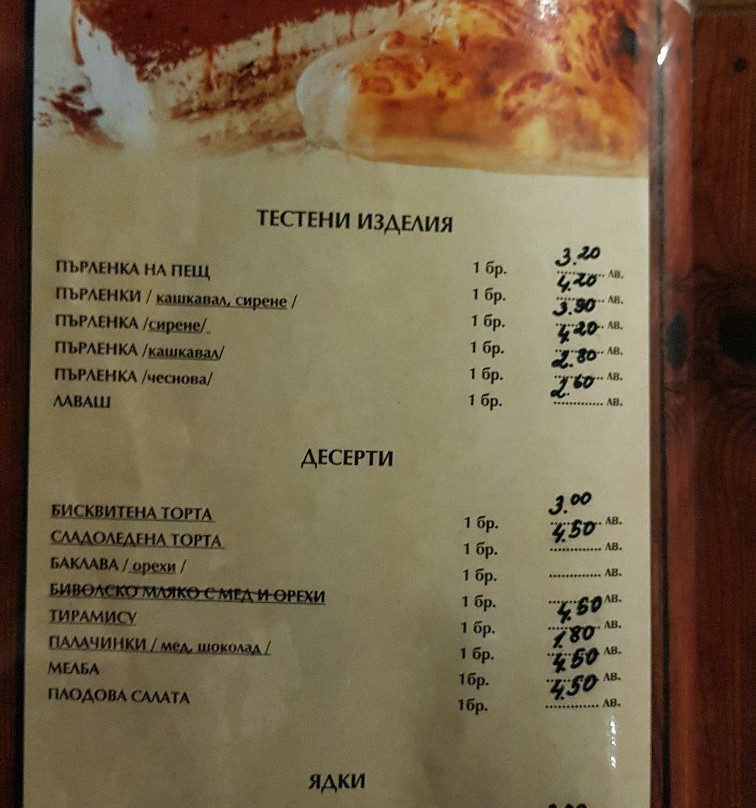 ТЕСТЕНИ ИЗДЕЛИЯ
ПЪРЛЕНКА НА ПЕЩ 1 бр. 3.20 лв.
ПЪРЛЕНКИ / кашкавал, сирене / 1 бр. 4.20 лв.
ПЪРЛЕНКА /сирене/ 1 бр. 3.90 лв.
ПЪРЛЕНКА /кашкавал/ 1 бр. 4.20 лв.
ПЪРЛЕНКА /чеснова/ 1 бр. 2.80 лв.
ЛАВАШ 1 бр. 2.60 лв.
ДЕСЕРТИ
БИСКВИТЕНА ТОРТА 1 бр. 3.00 лв.
СЛАДОЛЕДЕНА ТОРТА 1 бр. 4.50 лв.
БАКЛАВА / орехи / 1 бр. лв.
БИВОЛСКО МЛЯКО С МЕД И ОРЕХИ 1 бр. лв.
ТИРАМИСУ 1 бр. 4.50 лв.
ПАЛАЧИНКИ / мед, шоколад / 1 бр. 1.80 лв.
МЕЛБА 1бр. 4.50 лв.
ПЛОДОВА САЛАТА 1бр. 4.50 лв.
ЯДКИ